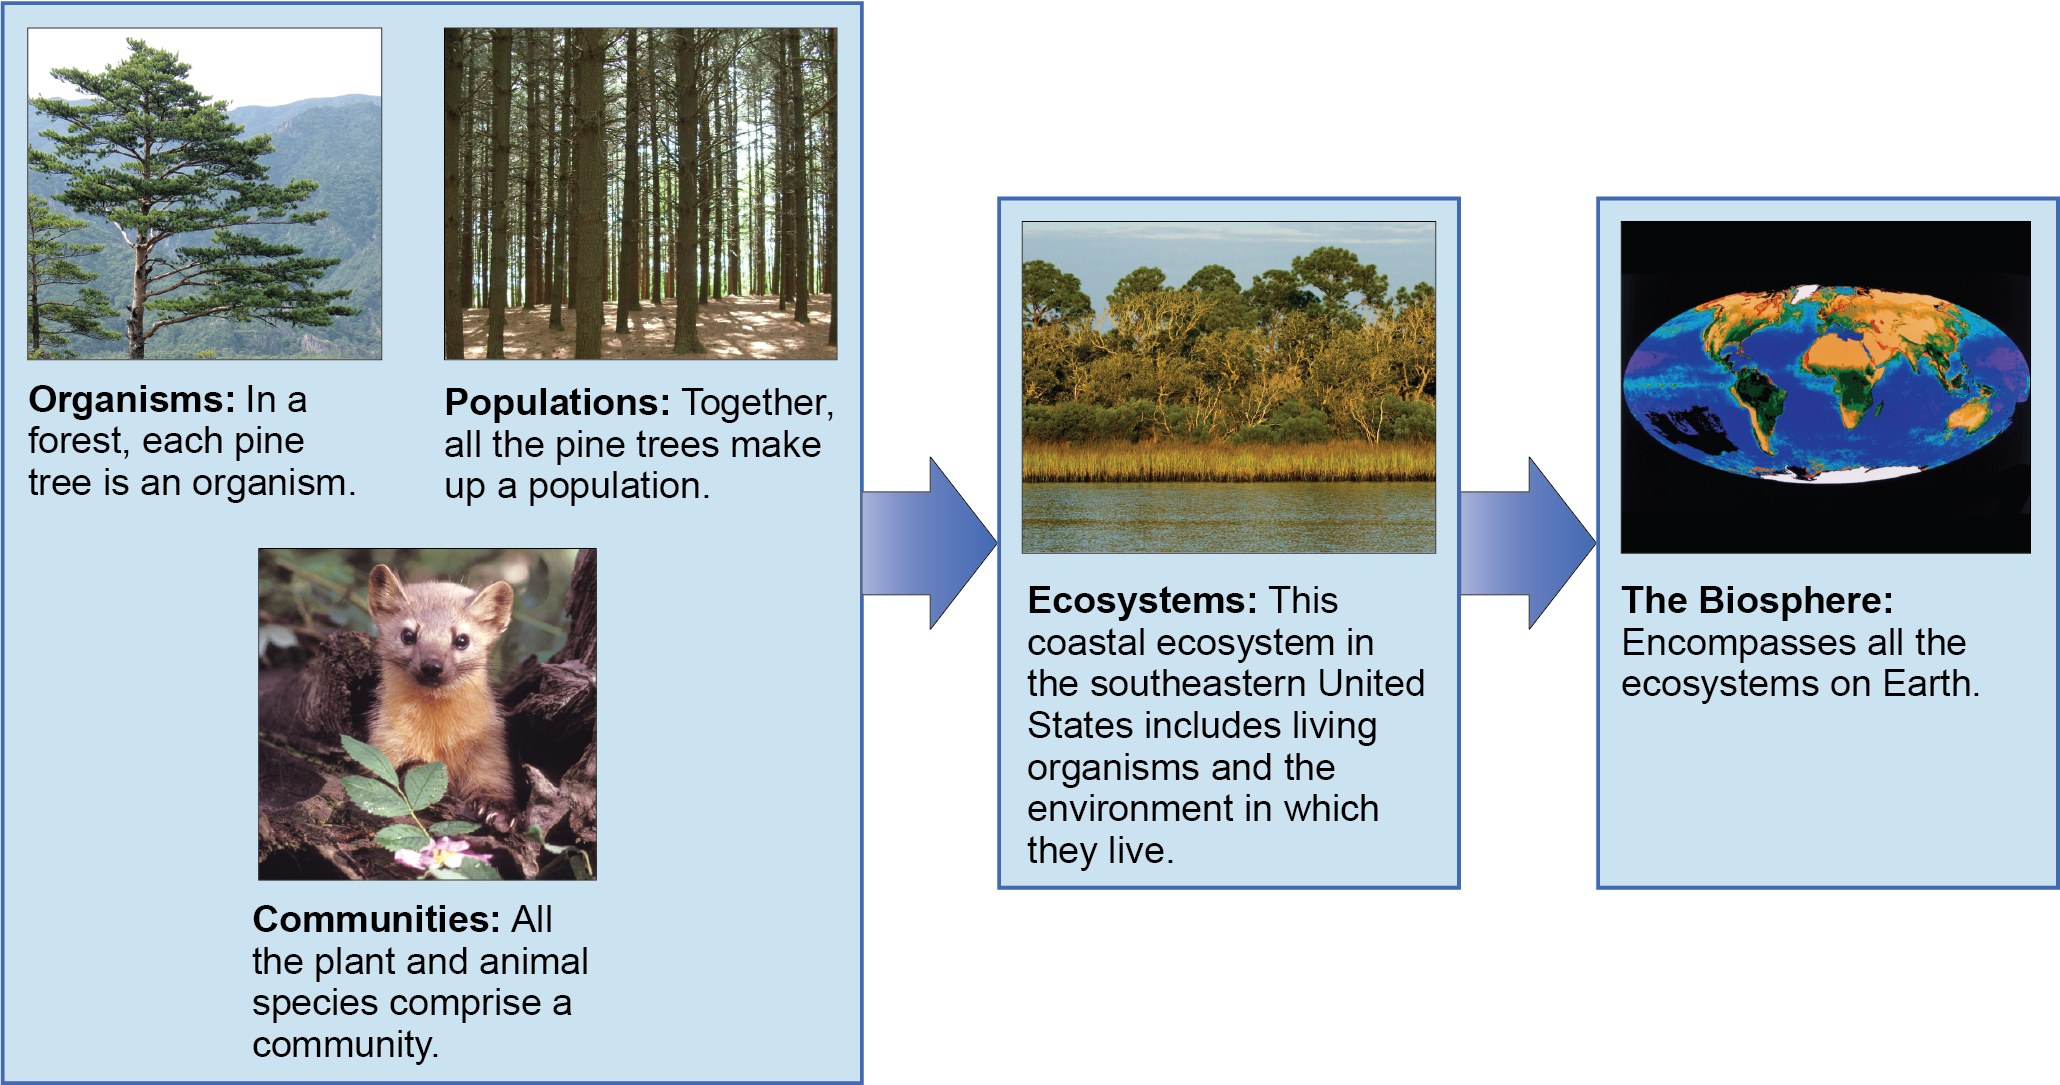 Organisms: In a
forest, each pine
tree is an organism.
Populations: Together,
all the pine trees make
up a population.
Communities: All
the plant and animal
species comprise a
community.
Ecosystems: This
coastal ecosystem in
the southeastern United
States includes living
organisms and the
environment in which
they live.
The Biosphere:
Encompasses all the
ecosystems on Earth.